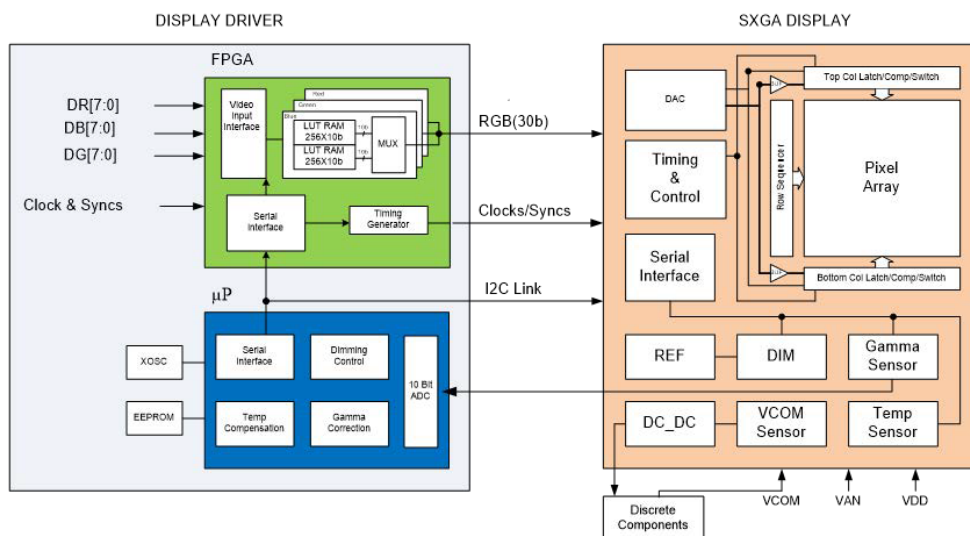 DISPLAY DRIVER
SXGA DISPLAY
FPGA
DR[7:0]
DB[7:0]
DG[7:0]
Clock & Syncs
Video
Input
Interface
Red
Green
Blue
LUT RAM
256X10b
10b
LUT RAM
256X10b
10b
MUX
Serial
Interface
Timing
Generator
RGB(30b)
Clocks/Syncs
I2C Link
μP
XOSC
EEPROM
Serial
Interface
Dimming
Control
Temp
Compensation
Gamma
Correction
10 Bit
ADC
DAC
BUF
Top Col Latch/Comp/Switch
Timing
&
Control
Row Sequencer
Pixel
Array
Serial
Interface
BUF
Bottom Col Latch/Comp/Switch
REF
DIM
Gamma
Sensor
DC_DC
VCOM
Sensor
Temp
Sensor
Discrete
Components
VCOM
VAN
VDD